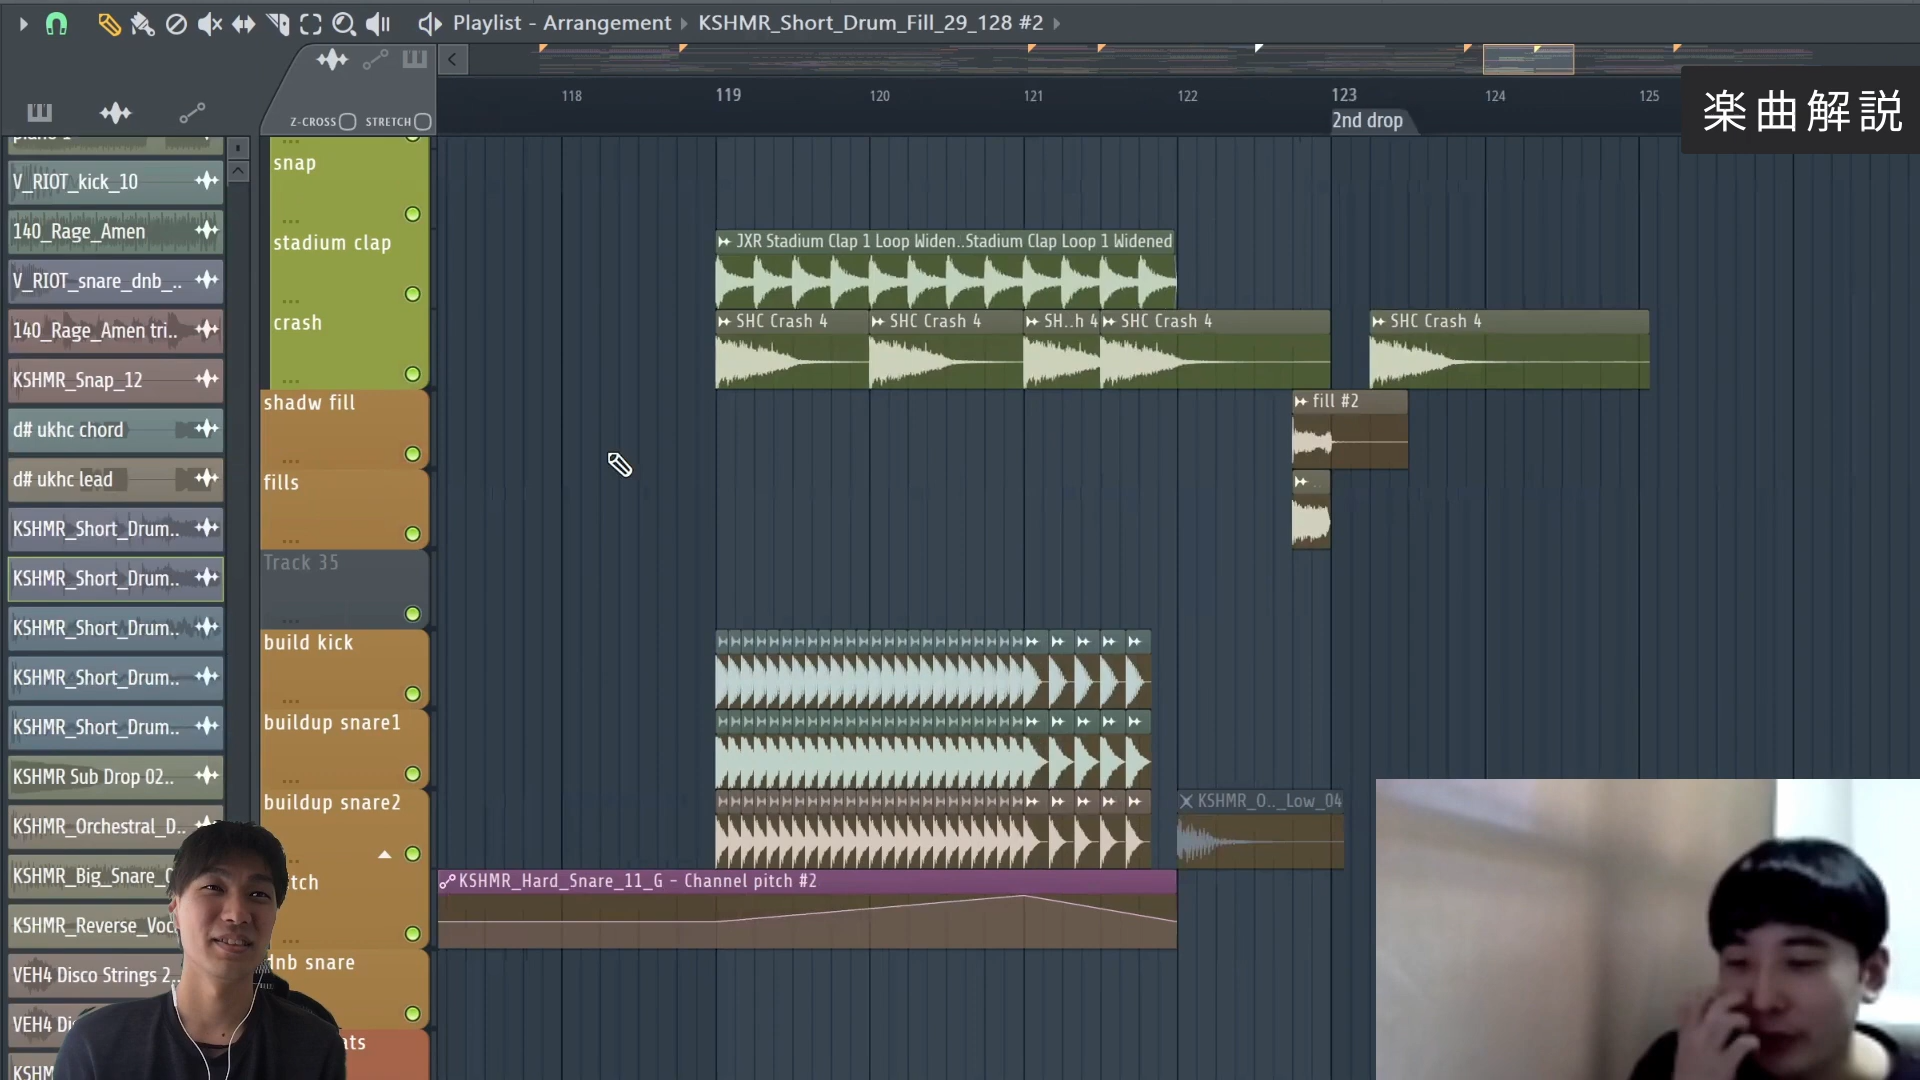 Playlist - Arrangement › KSHMR_Short_Drum_Fill_29_128 #2 ›
118 119 120 121 122 123 124 125
2nd drop
楽曲解説
Z-CROSS STRETCH
V_RIOT_kick_10
140_Rage_Amen
V_RIOT_snare_dnb_..
140_Rage_Amen tri..
KSHMR_Snap_12
d# ukhc chord
d# ukhc lead
KSHMR_Short_Drum..
KSHMR_Short_Drum..
KSHMR_Short_Drum..
KSHMR_Short_Drum..
KSHMR_Short_Drum..
KSHMR Sub Drop 02..
KSHMR_Orchestral_D..
KSHMR_Big_Snare_
KSHMR_Reverse_Voc
VEH4 Disco Strings 2..
VEH4 Di
KSHM
snap
stadium clap
crash
shadw fill
fills
Track 35
build kick
buildup snare1
buildup snare2
tch
dnb snare
ats
JXR Stadium Clap 1 Loop Widen..Stadium Clap Loop 1 Widened
SHC Crash 4
SHC Crash 4
SH..h 4
SHC Crash 4
SHC Crash 4
fill #2
KSHMR_O.._Low_04
KSHMR_Hard_Snare_11_G - Channel pitch #2